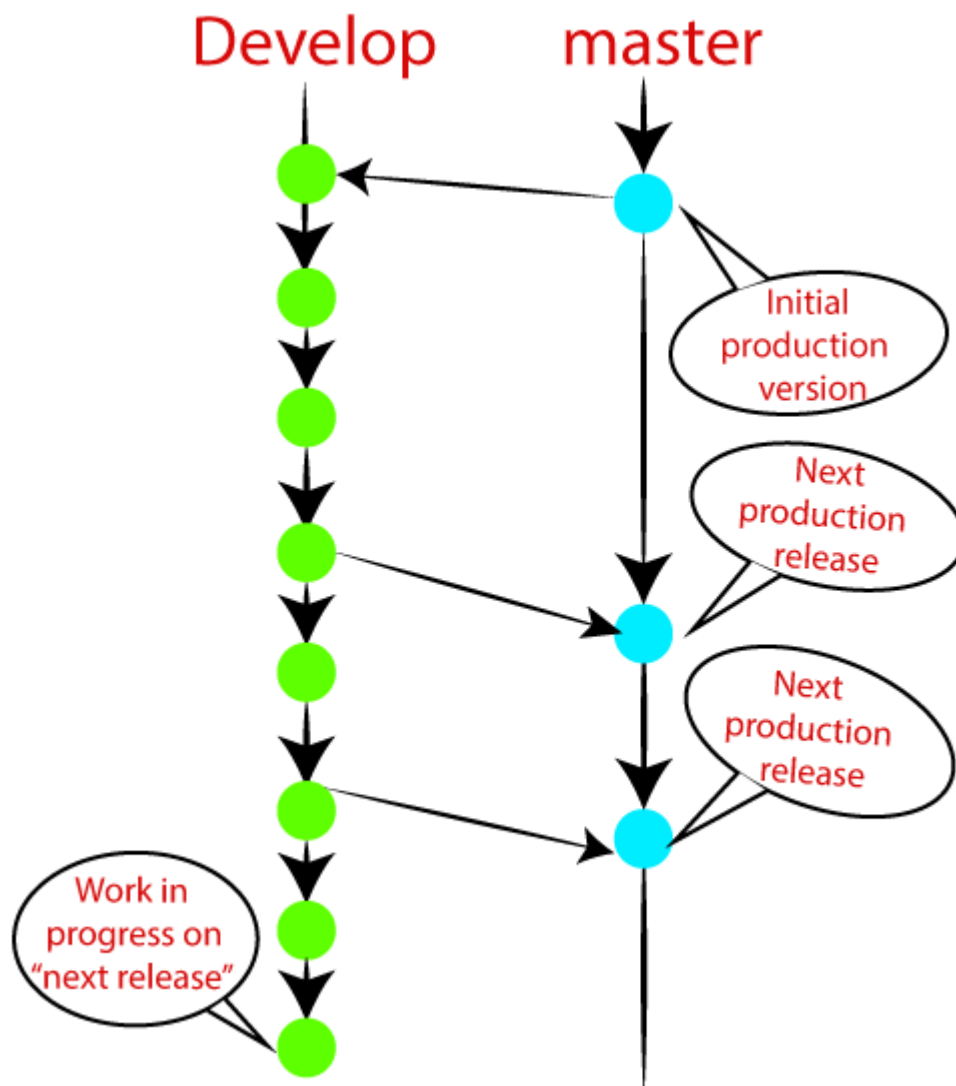 Develop
master
Initial
production
version
Next
production
release
Next
production
release
Work in
progress on
“next release”